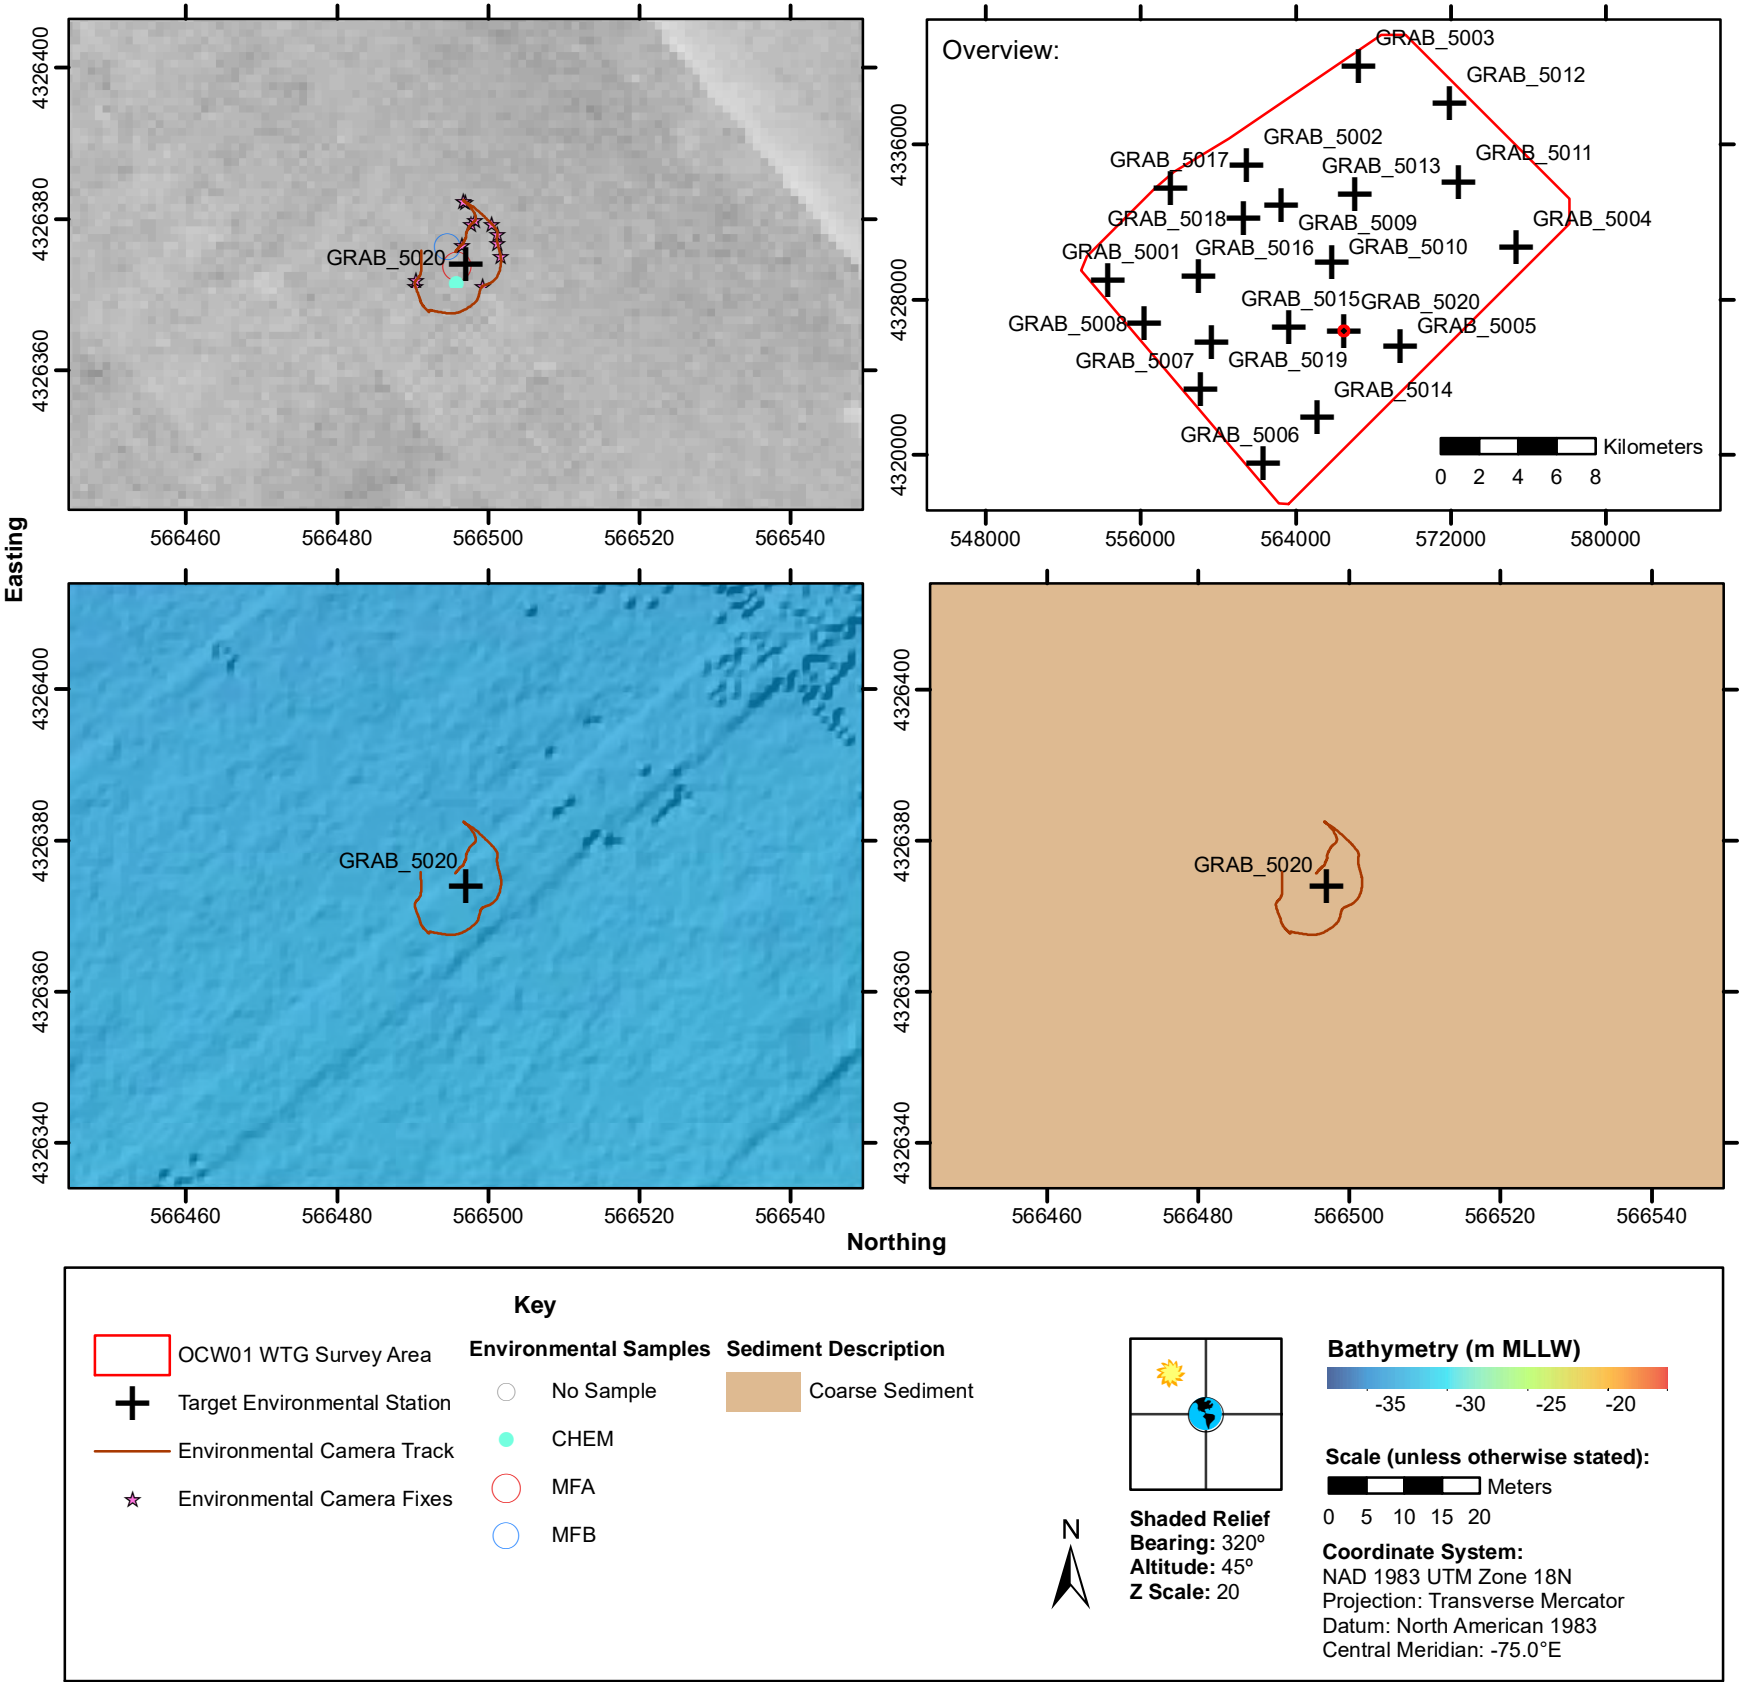 4326400
4326380
4326360
GRAB_5020
566460
566480
566500
566520
566540
Overview:
4336000
4328000
4320000
GRAB_5003
GRAB_5012
GRAB_5002
GRAB_5011
GRAB_5017
GRAB_5013
GRAB_5018
GRAB_5009
GRAB_5004
GRAB_5001
GRAB_5016
GRAB_5010
GRAB_5015
GRAB_5020
GRAB_5008
GRAB_5005
GRAB_5007
GRAB_5019
GRAB_5014
GRAB_5006
Kilometers
0 2 4 6 8
548000
556000
564000
572000
580000
Easting
4326400
4326380
4326360
4326340
GRAB_5020
566460
566480
566500
566520
566540
4326400
4326380
4326360
4326340
GRAB_5020
566460
566480
566500
566520
566540
Northing
Key
OCW01 WTG Survey Area
Target Environmental Station
Environmental Camera Track
Environmental Camera Fixes
Environmental Samples
No Sample
CHEM
MFA
MFB
Sediment Description
Coarse Sediment
N
Shaded Relief
Bearing: 320º
Altitude: 45º
Z Scale: 20
Bathymetry (m MLLW)
-35 -30 -25 -20
Scale (unless otherwise stated):
Meters
0 5 10 15 20
Coordinate System:
NAD 1983 UTM Zone 18N
Projection: Transverse Mercator
Datum: North American 1983
Central Meridian: -75.0°E